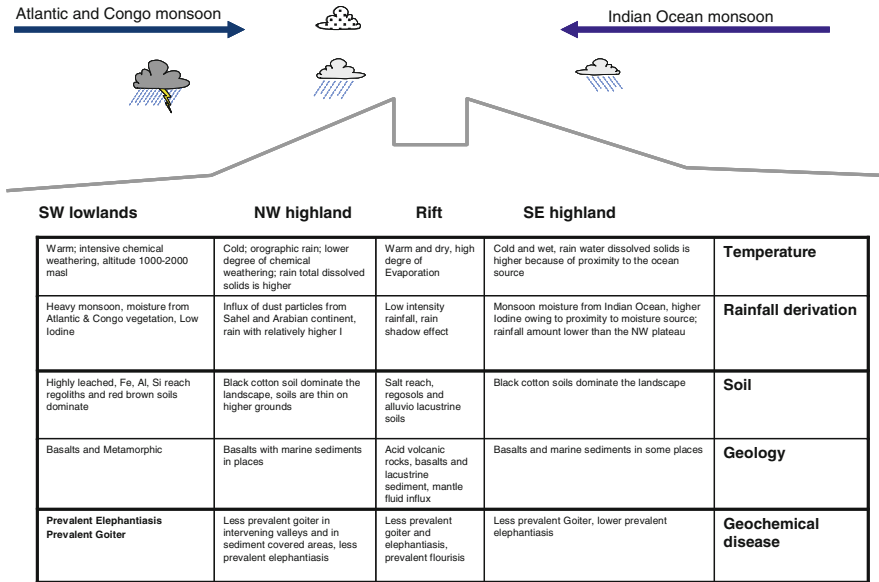 Atlantic and Congo monsoon
Indian Ocean monsoon
SW lowlands
NW highland
Rift
SE highland
Warm; intensive chemical
weathering, altitude 1000-2000
masl
Cold; orographic rain; lower
degree of chemical
weathering; rain total dissolved
solids is higher
Warm and dry, high
degre of
Evaporation
Cold and wet, rain water dissolved solids is
higher because of proximity to the ocean
source
Temperature
Heavy monsoon, moisture from
Atlantic & Congo vegetation, Low
Iodine
Influx of dust particles from
Sahel and Arabian continent,
rain with relatively higher I
Low intensity
rainfall, rain
shadow effect
Monsoon moisture from Indian Ocean, higher
Iodine owing to proximity to moisture source;
rainfall amount lower than the NW plateau
Rainfall derivation
Highly leached, Fe, Al, Si reach
regoliths and red brown soils
dominate
Black cotton soil dominate the
landscape, soils are thin on
higher grounds
Salt reach,
regosols and
alluvio lacustrine
soils
Black cotton soils dominate the landscape
Soil
Basalts and Metamorphic
Basalts with marine sediments
in places
Acid volcanic
rocks, basalts and
lacustrine
sediment, mantle
fluid influx
Basalts and marine sediments in some places
Geology
Prevalent Elephantiasis
Prevalent Goiter
Less prevalent goiter in
intervening valleys and in
sediment covered areas, less
prevalent elephantiasis
Less prevalent
goiter and
elephantiasis,
prevalent flourisis
Less prevalent Goiter, lower prevalent
elephantiasis
Geochemical
disease